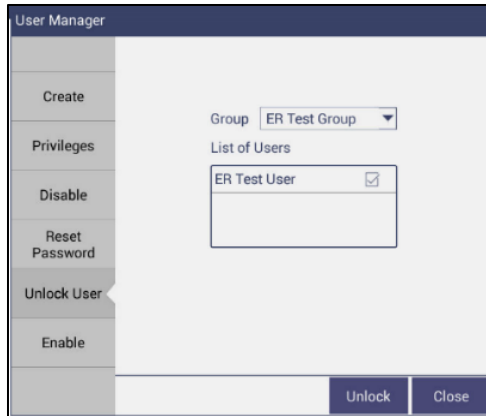 User Manager
Create
Privileges
Disable
Reset
Password
Unlock User
Enable
Group ER Test Group
List of Users
ER Test User
Unlock Close